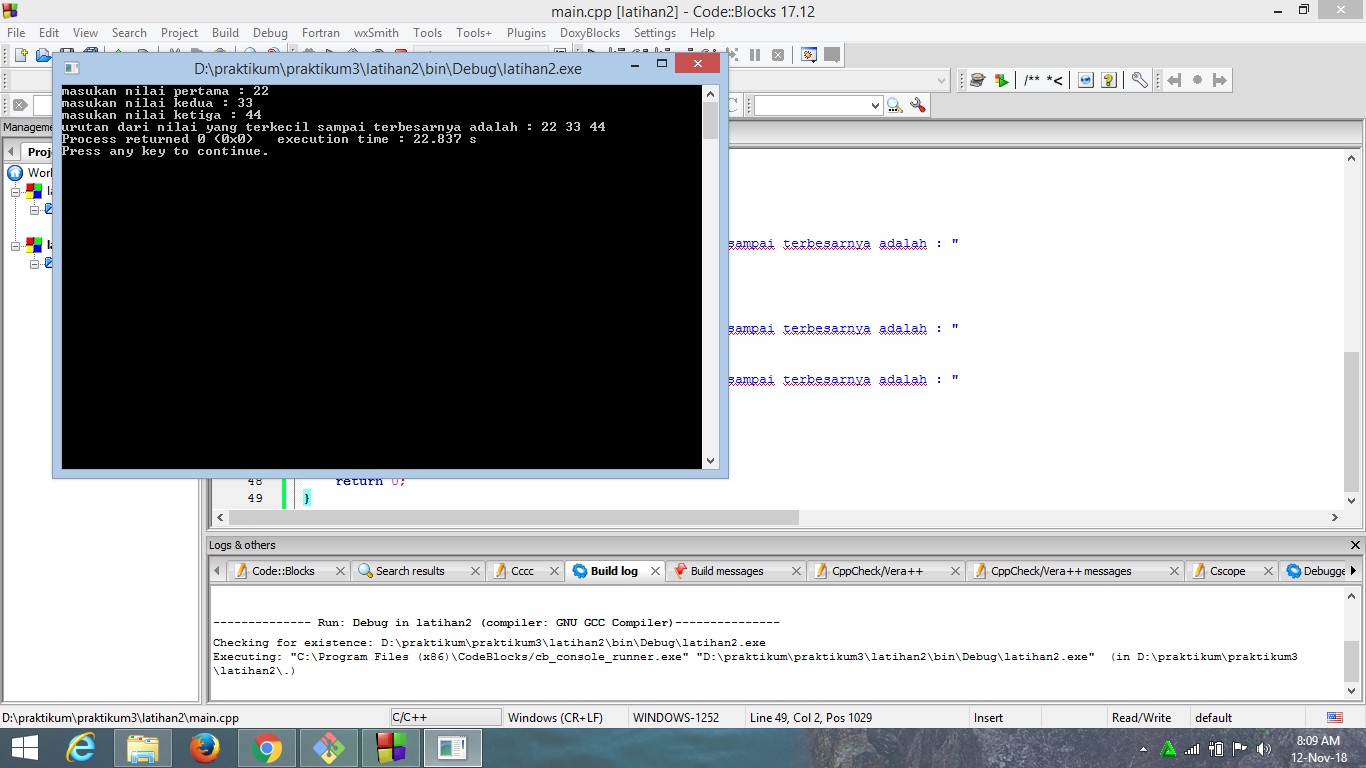 main.cpp [latihan2] - Code::Blocks 17.12
File Edit View Search Project Build Debug Fortran wxSmith Tools Tools+ Plugins DoxyBlocks Settings Help
D:\praktikum\praktikum3\latihan2\bin\Debug\latihan2.exe
/** *<
masukan nilai pertama : 22
masukan nilai kedua : 33
masukan nilai ketiga : 44
urutan dari nilai yang terkecil sampai terbesarnya adalah : 22 33 44
Process returned 0 (0x0)   execution time : 22.837 s
Press any key to continue.
Manageme
Proj
Work
sampai terbesarnya adalah : "
sampai terbesarnya adalah : "
sampai terbesarnya adalah : "
48 return 0;
49 }
Logs & others
Code::Blocks Search results Cccc Build log Build messages CppCheck/Vera++ CppCheck/Vera++ messages Cscope Debugge
-------------- Run: Debug in latihan2 (compiler: GNU GCC Compiler)---------------
Checking for existence: D:\praktikum\praktikum3\latihan2\bin\Debug\latihan2.exe
Executing: "C:\Program Files (x86)\CodeBlocks/cb_console_runner.exe" "D:\praktikum\praktikum3\latihan2\bin\Debug\latihan2.exe"  (in D:\praktikum\praktikum3
\latihan2\.)
D:\praktikum\praktikum3\latihan2\main.cpp C/C++ Windows (CR+LF) WINDOWS-1252 Line 49, Col 2, Pos 1029 Insert Read/Write default
8:09 AM
12-Nov-18